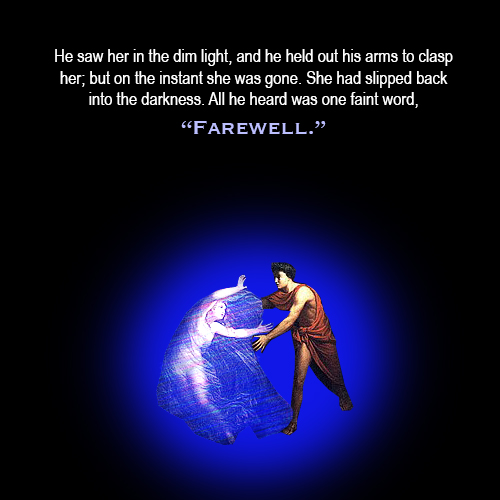 He saw her in the dim light, and he held out his arms to clasp
her; but on the instant she was gone. She had slipped back
into the darkness. All he heard was one faint word,
“FAREWELL.”